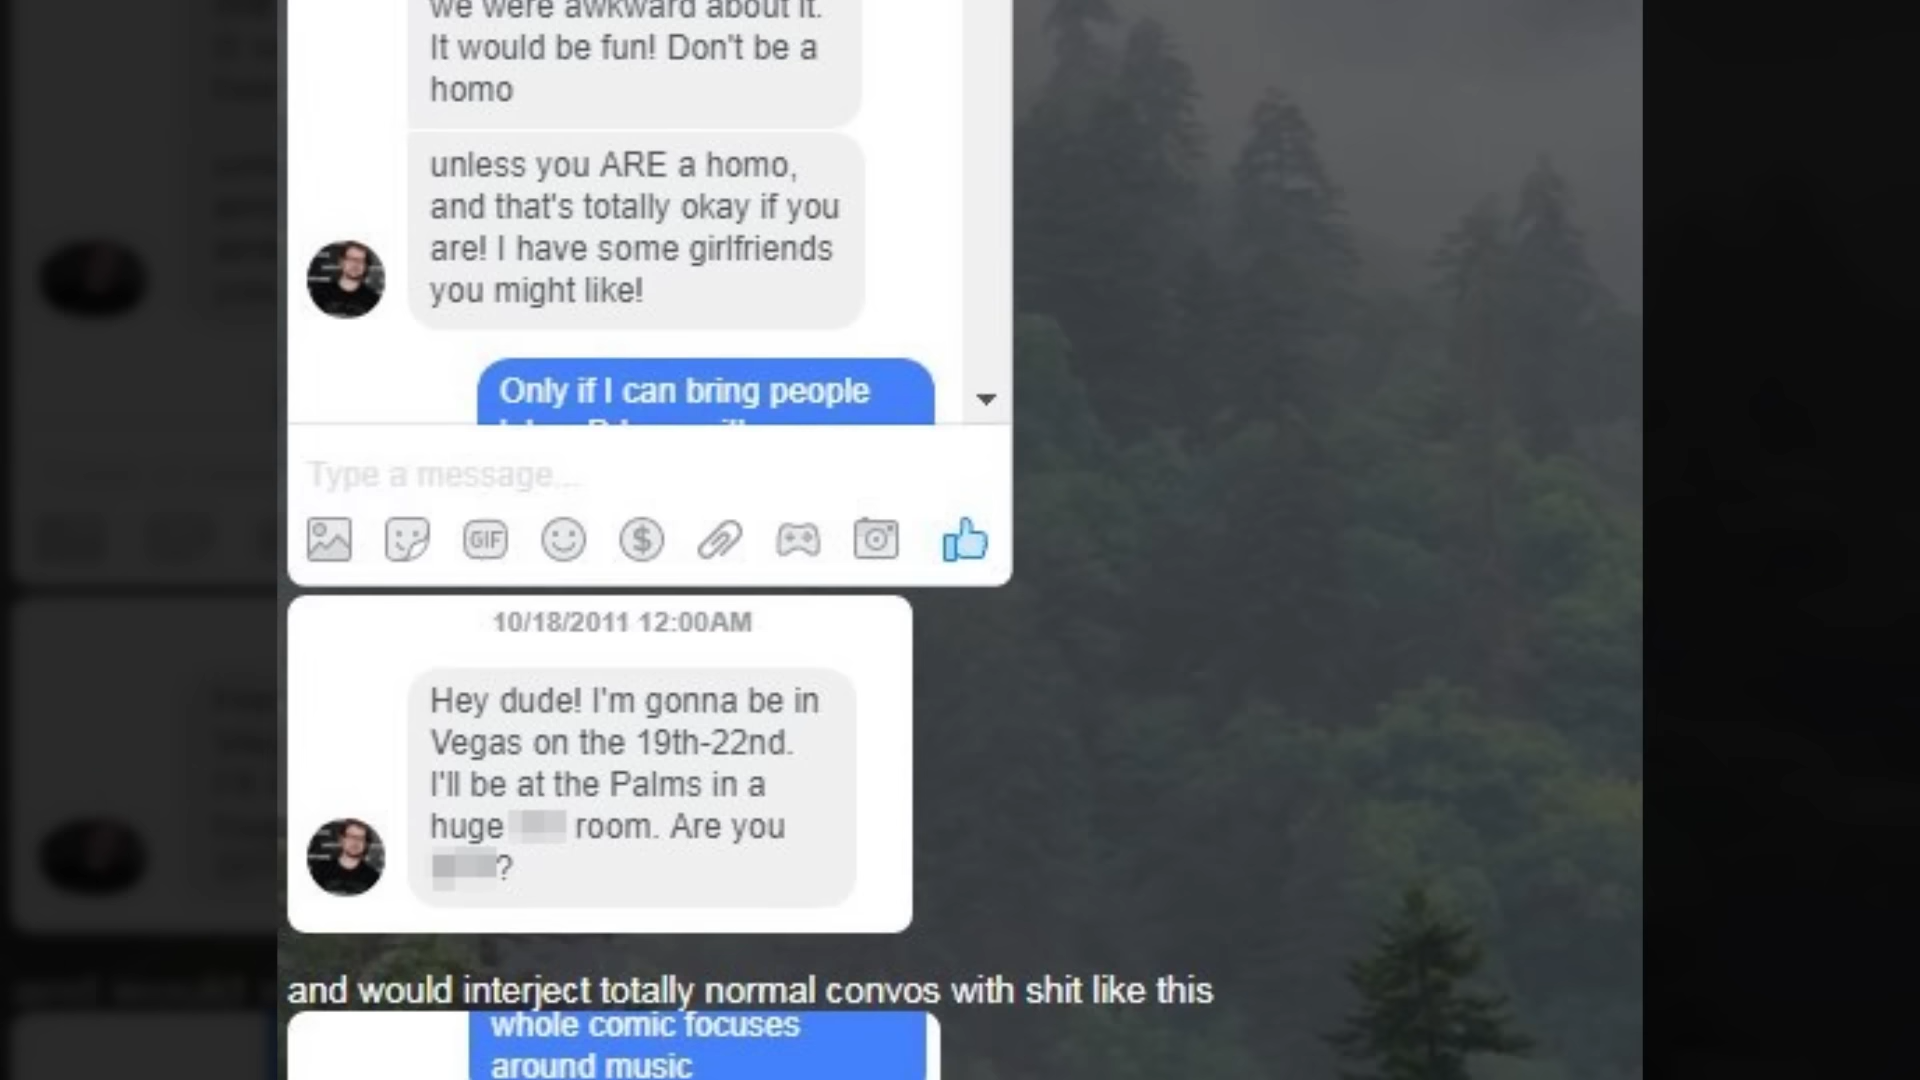 we were awkward about it.
It would be fun! Don't be a
homo
unless you ARE a homo,
and that's totally okay if you
are! I have some girlfriends
you might like!
Only if I can bring people
Type a message...
GIF
$
10/18/2011 12:00AM
Hey dude! I'm gonna be in
Vegas on the 19th-22nd.
I'll be at the Palms in a
huge room. Are you
?
and would interject totally normal convos with shit like this
whole comic focuses
around music